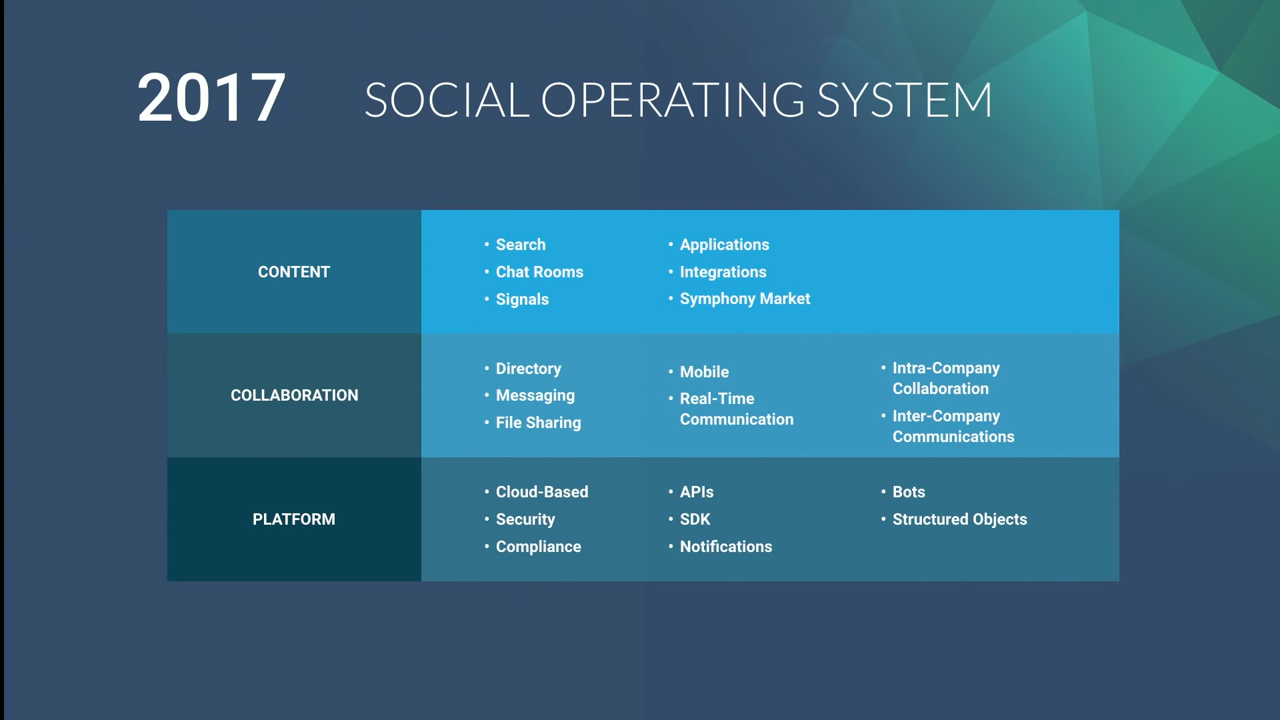 2017 SOCIAL OPERATING SYSTEM
CONTENT
• Search
• Chat Rooms
• Signals
• Applications
• Integrations
• Symphony Market
COLLABORATION
• Directory
• Messaging
• File Sharing
• Mobile
• Real-Time
Communication
• Intra-Company
Collaboration
• Inter-Company
Communications
PLATFORM
• Cloud-Based
• Security
• Compliance
• APIs
• SDK
• Notifications
• Bots
• Structured Objects